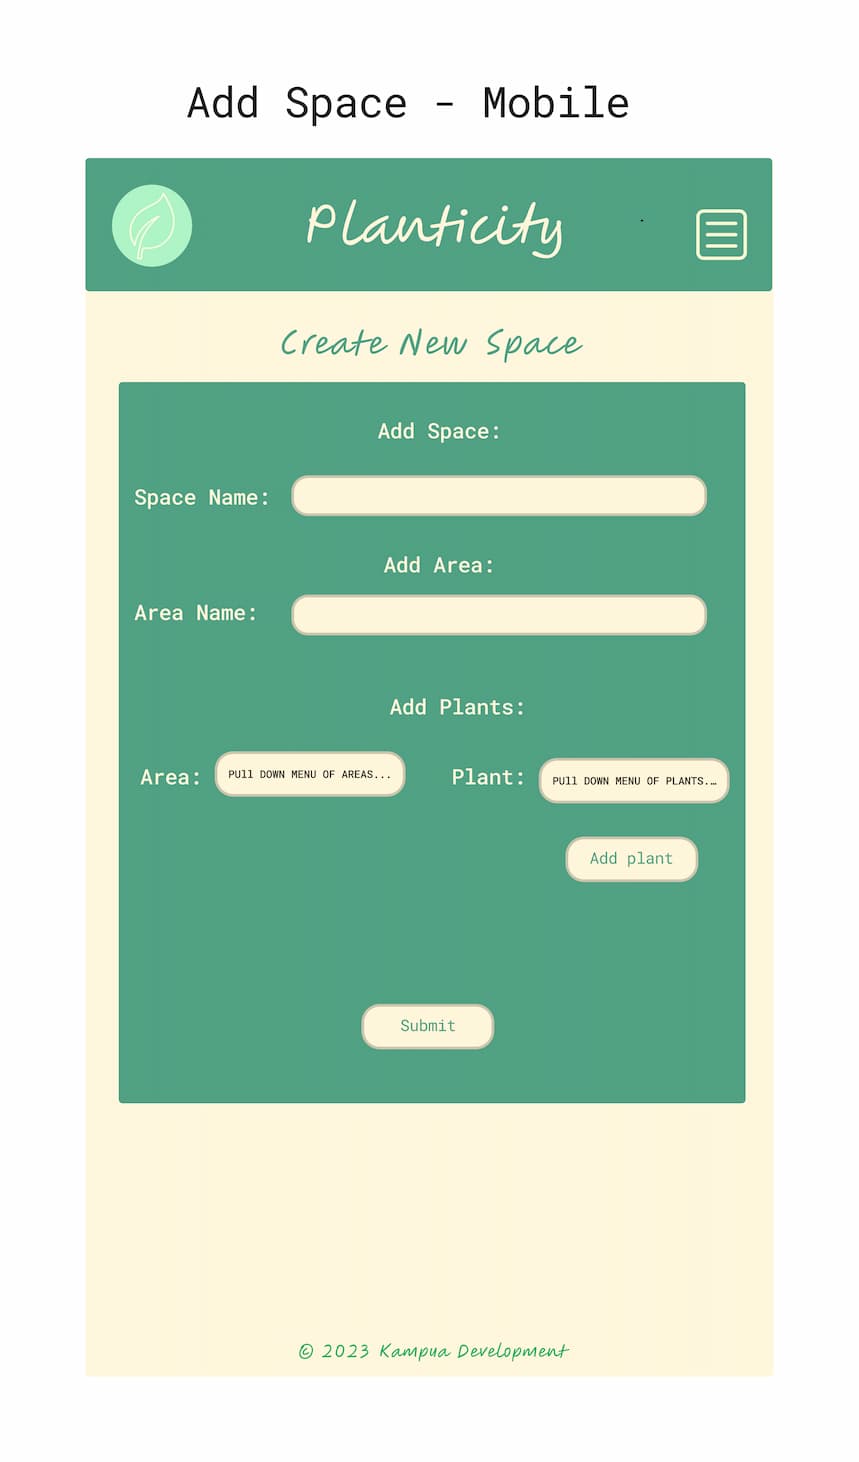 Add Space - Mobile
Planticity
Create New Space
Add Space:
Space Name:
Add Area:
Area Name:
Add Plants:
Area: PUll DOWN MENU OF AREAS... Plant: PUll DOWN MENU OF PLANTS...
Add plant
Submit
© 2023 Kampua Development